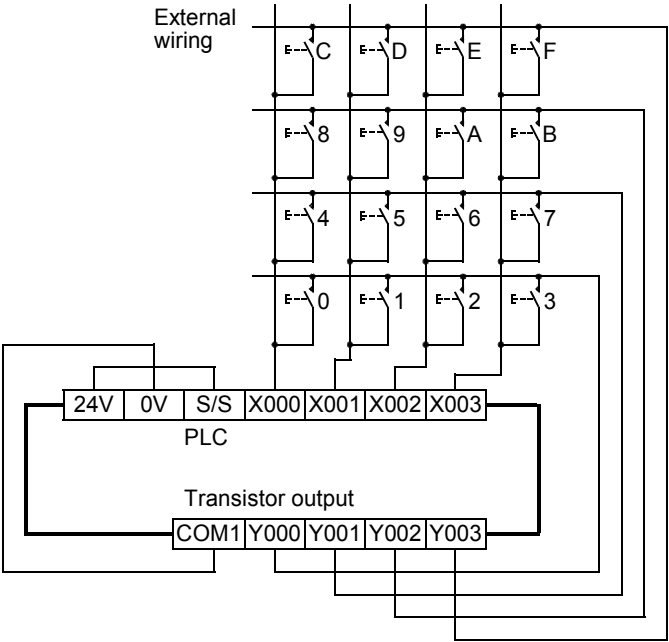 External
wiring
C D E F
8 9 A B
4 5 6 7
0 1 2 3
24V 0V S/S X000 X001 X002 X003
PLC
Transistor output
COM1 Y000 Y001 Y002 Y003